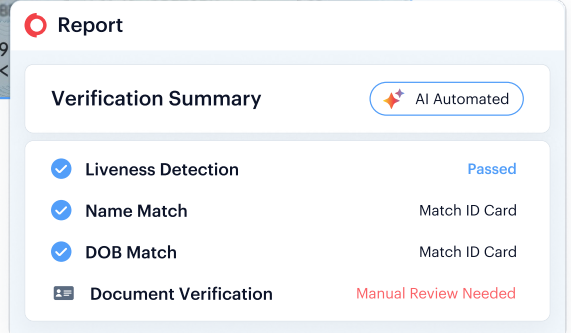 Report
9
<
Verification Summary
AI Automated
Liveness Detection Passed
Name Match Match ID Card
DOB Match Match ID Card
Document Verification Manual Review Needed